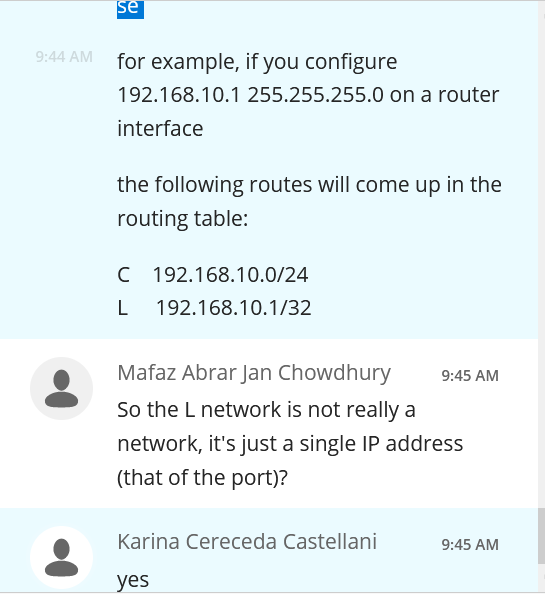 se
9:44 AM
for example, if you configure
192.168.10.1 255.255.255.0 on a router
interface
the following routes will come up in the
routing table:
C 192.168.10.0/24
L 192.168.10.1/32
Mafaz Abrar Jan Chowdhury 9:45 AM
So the L network is not really a
network, it's just a single IP address
(that of the port)?
Karina Cereceda Castellani 9:45 AM
yes